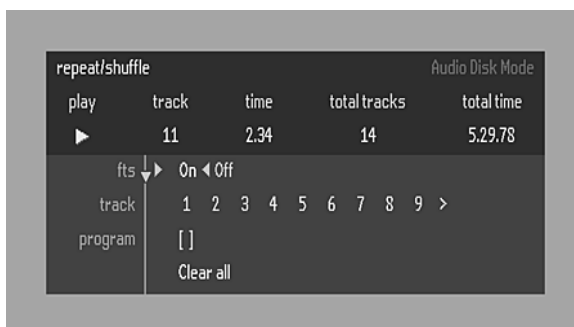 repeat/shuffle Audio Disk Mode
play track time total tracks total time
11 2.34 14 5.29.78
fts On Off
track 1 2 3 4 5 6 7 8 9 >
program [ ]
Clear all